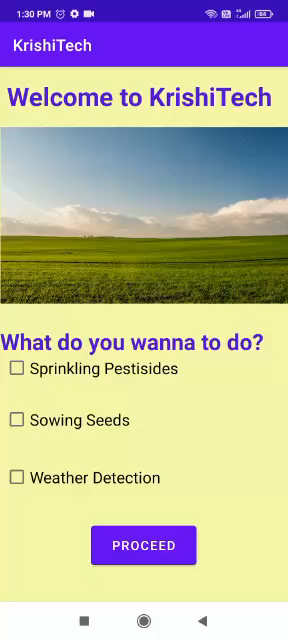 1:30 PM
64
KrishiTech
Welcome to KrishiTech
What do you wanna to do?
Sprinkling Pestisides
Sowing Seeds
Weather Detection
PROCEED